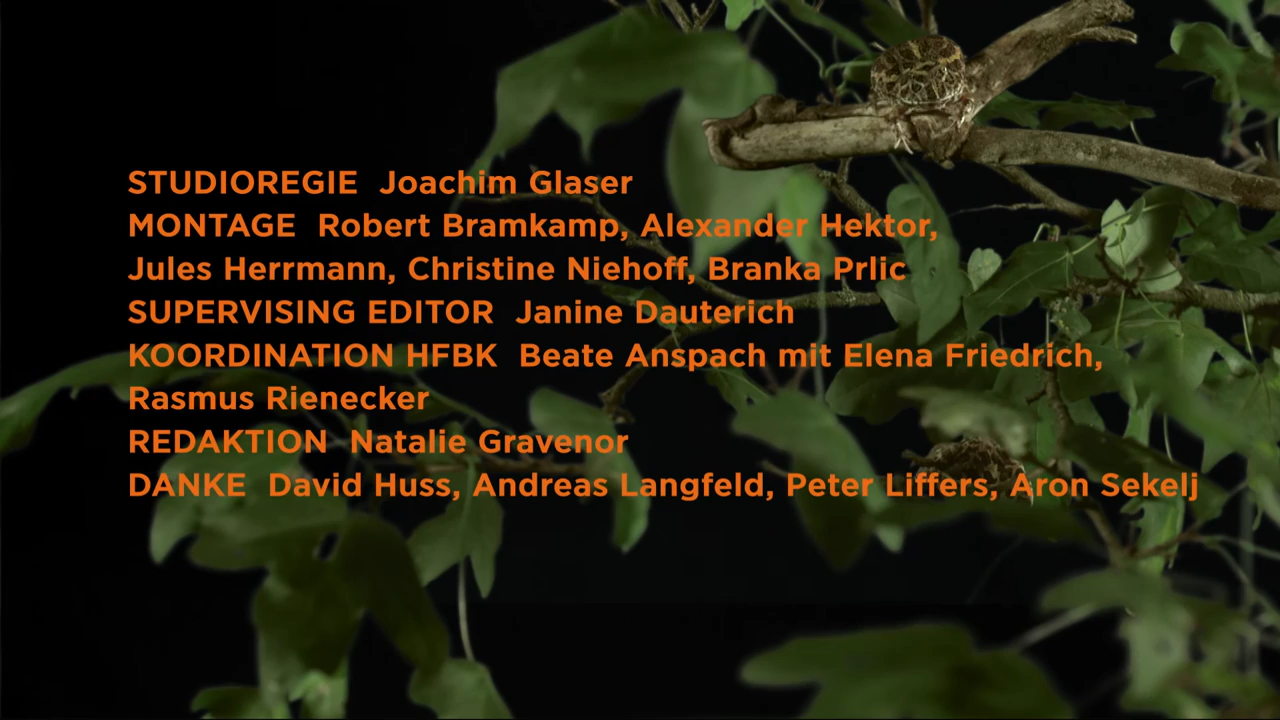 STUDIOREGIE Joachim Glaser
MONTAGE Robert Bramkamp, Alexander Hektor,
Jules Herrmann, Christine Niehoff, Branka Prlic
SUPERVISING EDITOR Janine Dauterich
KOORDINATION HFBK Beate Anspach mit Elena Friedrich,
Rasmus Rienecker
REDAKTION Natalie Gravenor
DANKE David Huss, Andreas Langfeld, Peter Liffers, Aron Sekelj